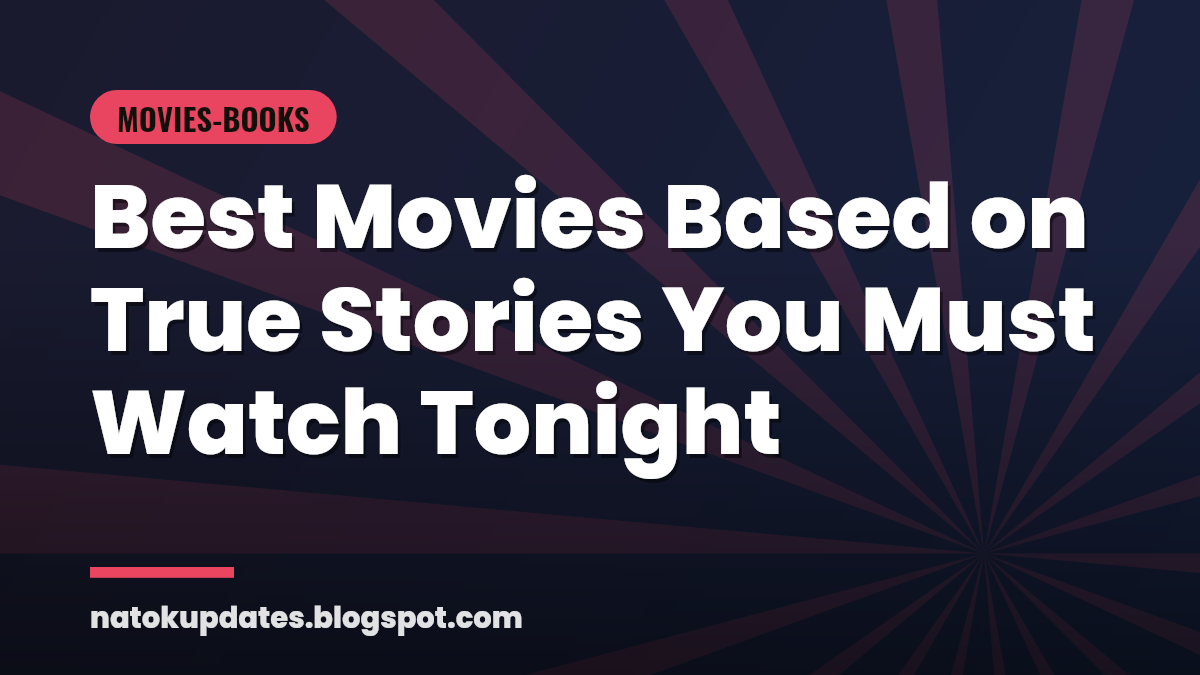 MOVIES-BOOKS
Best Movies Based on
True Stories You Must
Watch Tonight
natokupdates.blogspot.com